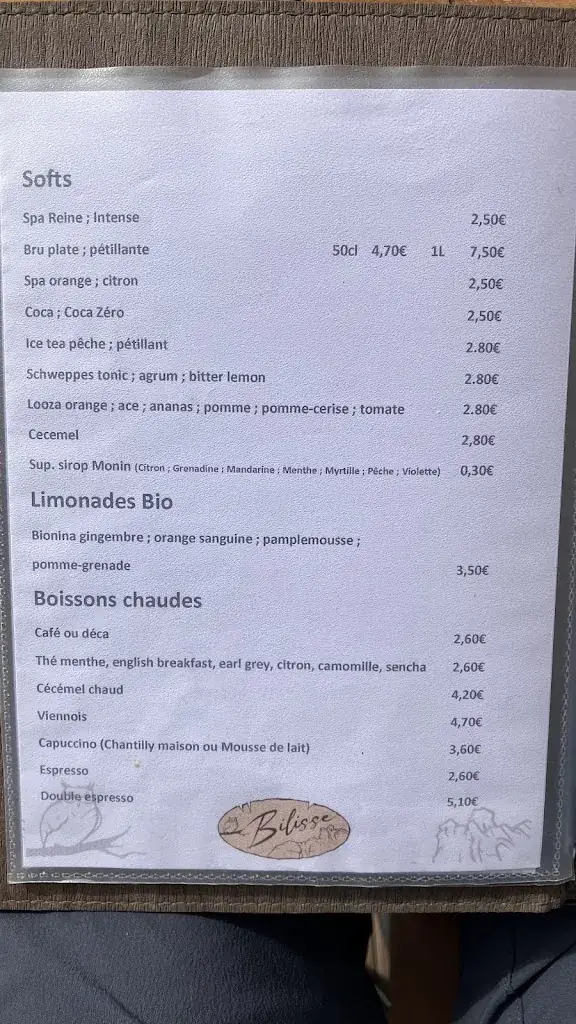 Softs
Spa Reine ; Intense 2,50€
Bru plate ; pétillante 50cl 4,70€ 1L 7,50€
Spa orange ; citron 2,50€
Coca ; Coca Zéro 2,50€
Ice tea pêche ; pétillant 2.80€
Schweppes tonic ; agrum ; bitter lemon 2.80€
Looza orange ; ace ; ananas ; pomme ; pomme-cerise ; tomate 2.80€
Cecemel 2,80€
Sup. sirop Monin (Citron ; Grenadine ; Mandarine ; Menthe ; Myrtille ; Pêche ; Violette) 0,30€
Limonades Bio
Bionina gingembre ; orange sanguine ; pamplemousse ;
pomme-grenade 3,50€
Boissons chaudes
Café ou déca 2,60€
Thé menthe, english breakfast, earl grey, citron, camomille, sencha 2,60€
Cécémel chaud 4,20€
Viennois 4,70€
Capuccino (Chantilly maison ou Mousse de lait) 3,60€
Espresso 2,60€
Double espresso 5,10€
Bilisse